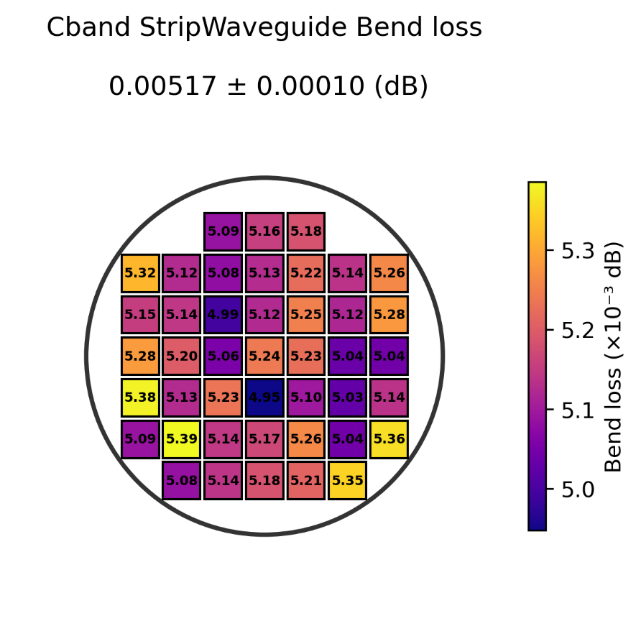 Cband StripWaveguide Bend loss
0.00517 ± 0.00010 (dB)
5.09 5.16 5.18
5.32 5.12 5.08 5.13 5.22 5.14 5.26
5.15 5.14 4.99 5.12 5.25 5.12 5.28
5.28 5.20 5.06 5.24 5.23 5.04 5.04
5.38 5.13 5.23 4.95 5.10 5.03 5.14
5.09 5.39 5.14 5.17 5.26 5.04 5.36
5.08 5.14 5.18 5.21 5.35
5.3
5.2
5.1
5.0
Bend loss (×10⁻³ dB)